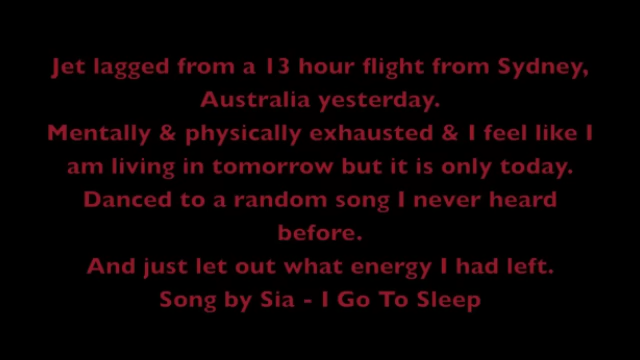 Jet lagged from a 13 hour flight from Sydney,
Australia yesterday.
Mentally & physically exhausted & I feel like I
am living in tomorrow but it is only today.
Danced to a random song I never heard
before.
And just let out what energy I had left.
Song by Sia - I Go To Sleep